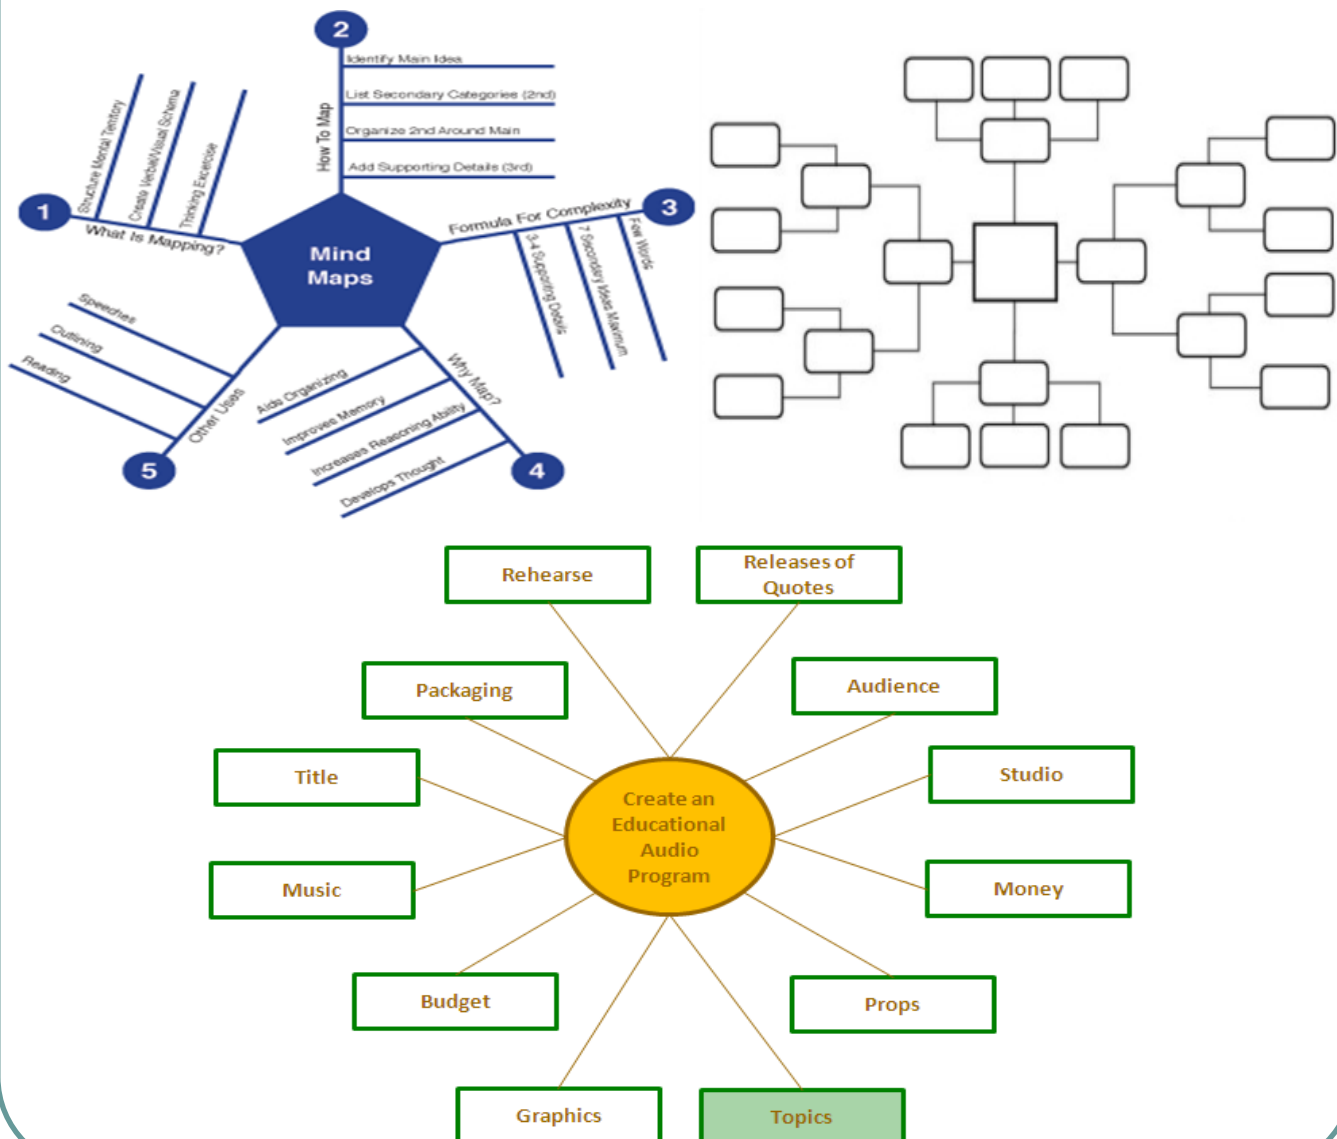 2
Identify Main Idea
List Secondary Categories (2nd)
Organize 2nd Around Main
Add Supporting Details (3rd)
How To Map
1
Structure Mental Territory
Create Verbal/Visual Schema
Thinking Excercise
What Is Mapping?
Mind
Maps
3
Formula For Complexity
Few Words
7 Secondary Ideas Maximum
3-4 Supporting Details
Speeches
Outlining
Reading
Other Uses
5
Why Map?
Aids Organizing
Improves Memory
Increases Reasoning Ability
Develops Thought
4
Rehearse
Releases of
Quotes
Packaging
Audience
Title
Studio
Create an
Educational
Audio
Program
Music
Money
Budget
Props
Graphics
Topics